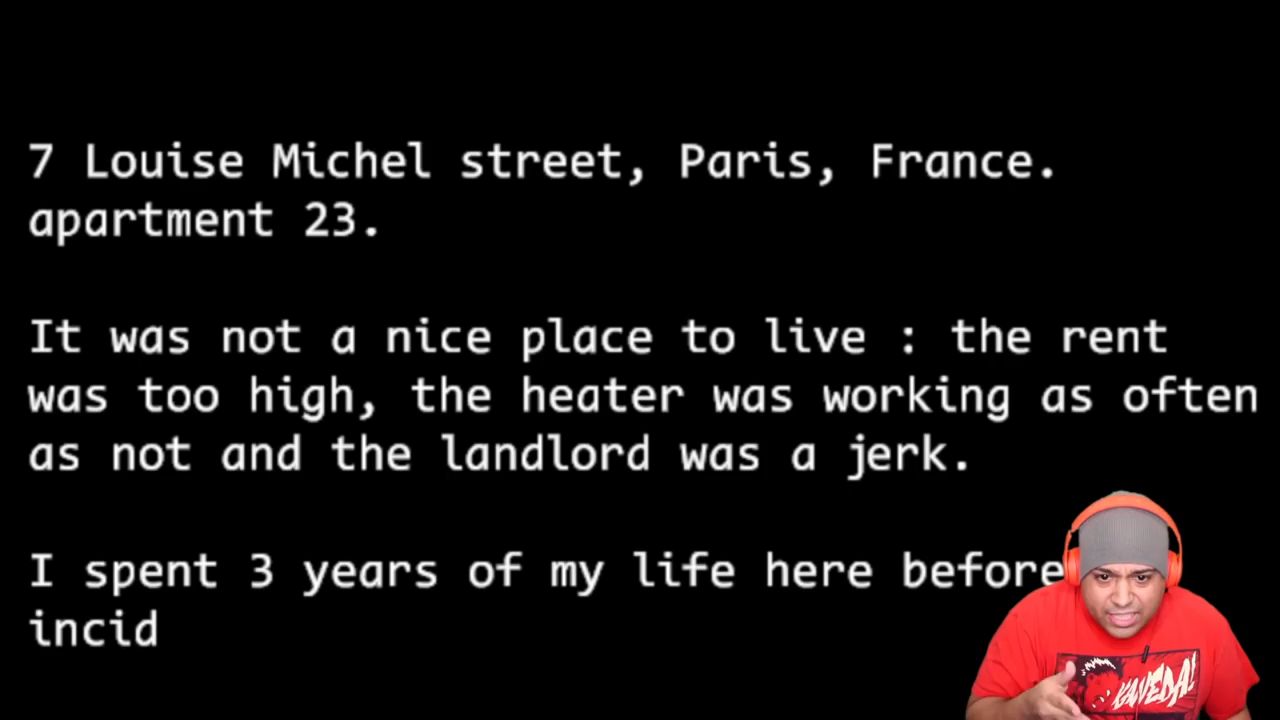 7 Louise Michel street, Paris, France.
apartment 23.
It was not a nice place to live : the rent
was too high, the heater was working as often
as not and the landlord was a jerk.
I spent 3 years of my life here before
incid